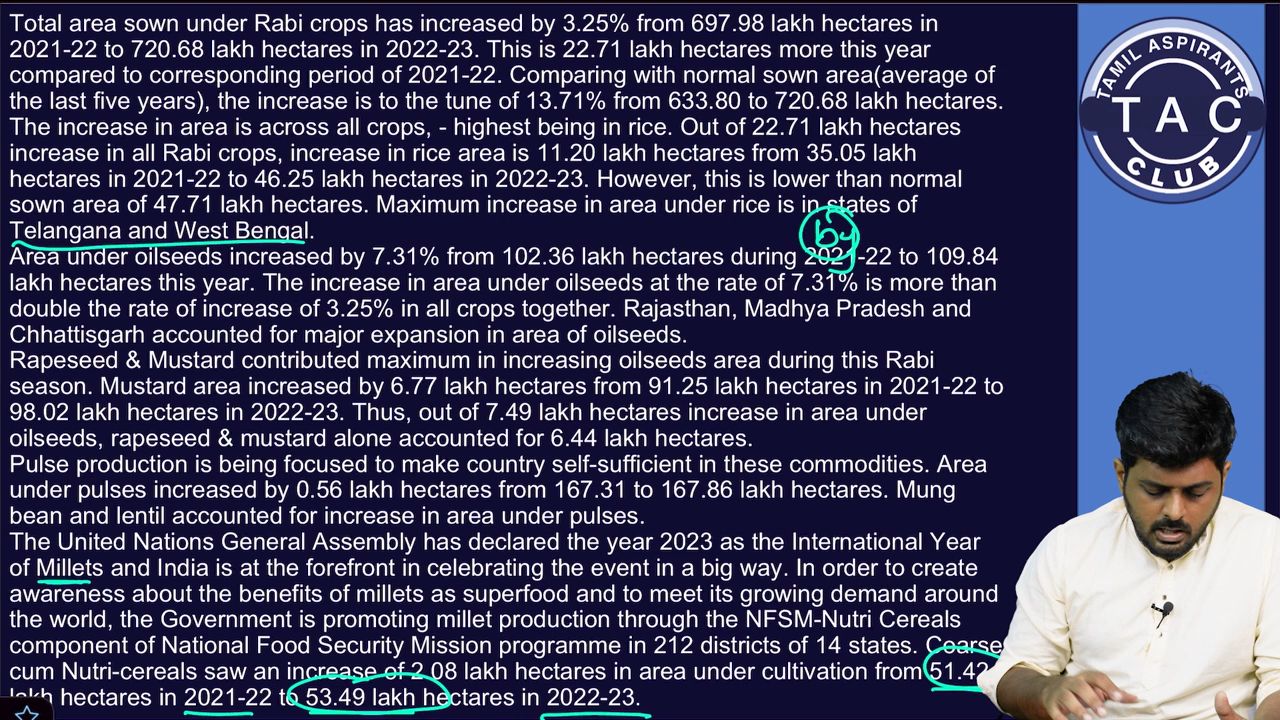 Total area sown under Rabi crops has increased by 3.25% from 697.98 lakh hectares in
2021-22 to 720.68 lakh hectares in 2022-23. This is 22.71 lakh hectares more this year
compared to corresponding period of 2021-22. Comparing with normal sown area(average of
the last five years), the increase is to the tune of 13.71% from 633.80 to 720.68 lakh hectares.
The increase in area is across all crops, - highest being in rice. Out of 22.71 lakh hectares
increase in all Rabi crops, increase in rice area is 11.20 lakh hectares from 35.05 lakh
hectares in 2021-22 to 46.25 lakh hectares in 2022-23. However, this is lower than normal
sown area of 47.71 lakh hectares. Maximum increase in area under rice is in states of
Telangana and West Bengal.
by
Area under oilseeds increased by 7.31% from 102.36 lakh hectares during 2021-22 to 109.84
lakh hectares this year. The increase in area under oilseeds at the rate of 7.31% is more than
double the rate of increase of 3.25% in all crops together. Rajasthan, Madhya Pradesh and
Chhattisgarh accounted for major expansion in area of oilseeds.
Rapeseed & Mustard contributed maximum in increasing oilseeds area during this Rabi
season. Mustard area increased by 6.77 lakh hectares from 91.25 lakh hectares in 2021-22 to
98.02 lakh hectares in 2022-23. Thus, out of 7.49 lakh hectares increase in area under
oilseeds, rapeseed & mustard alone accounted for 6.44 lakh hectares.
Pulse production is being focused to make country self-sufficient in these commodities. Area
under pulses increased by 0.56 lakh hectares from 167.31 to 167.86 lakh hectares. Mung
bean and lentil accounted for increase in area under pulses.
The United Nations General Assembly has declared the year 2023 as the International Year
of Millets and India is at the forefront in celebrating the event in a big way. In order to create
awareness about the benefits of millets as superfood and to meet its growing demand around
the world, the Government is promoting millet production through the NFSM-Nutri Cereals
component of National Food Security Mission programme in 212 districts of 14 states. Coarse
cum Nutri-cereals saw an increase of 2.08 lakh hectares in area under cultivation from 51.42
lakh hectares in 2021-22 to 53.49 lakh hectares in 2022-23.
TAMIL ASPIRANTS
TAC
CLUB